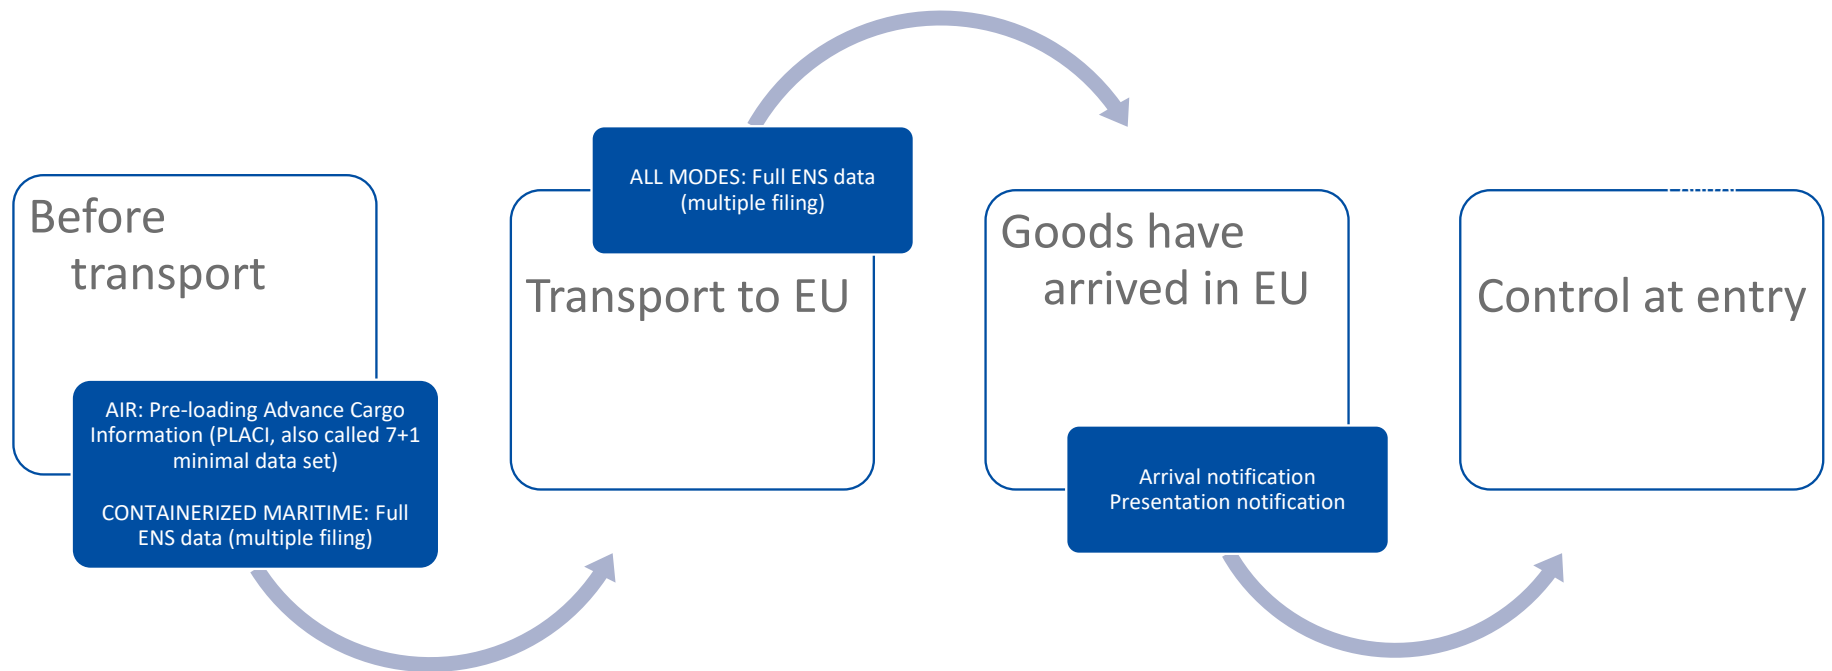 Before
transport
AIR: Pre-loading Advance Cargo
Information (PLACI, also called 7+1
minimal data set)
CONTAINERIZED MARITIME: Full
ENS data (multiple filing)
ALL MODES: Full ENS data
(multiple filing)
Transport to EU
Goods have
arrived in EU
Arrival notification
Presentation notification
Control at entry